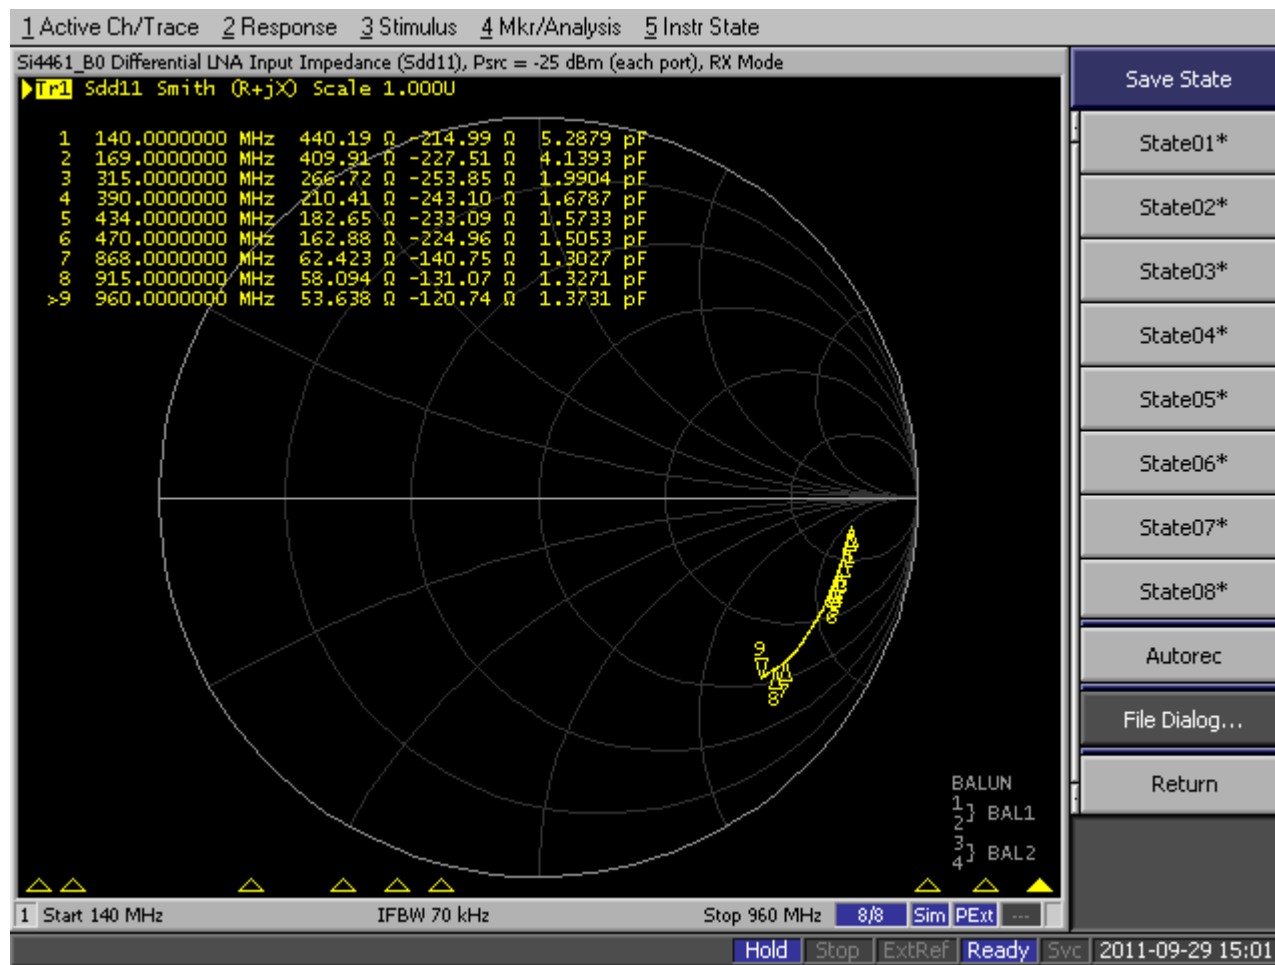 1 Active Ch/Trace 2 Response 3 Stimulus 4 Mkr/Analysis 5 Instr State
Si4461_B0 Differential LNA Input Impedance (Sdd11), Psrc = -25 dBm (each port), RX Mode
Tr1 Sdd11 Smith (R+jX) Scale 1.000U
1 140.0000000 MHz 440.19 Ω -214.99 Ω 5.2879 pF
2 169.0000000 MHz 409.91 Ω -227.51 Ω 4.1393 pF
3 315.0000000 MHz 266.72 Ω -253.85 Ω 1.9904 pF
4 390.0000000 MHz 210.41 Ω -243.10 Ω 1.6787 pF
5 434.0000000 MHz 182.65 Ω -233.09 Ω 1.5733 pF
6 470.0000000 MHz 162.88 Ω -224.96 Ω 1.5053 pF
7 868.0000000 MHz 62.423 Ω -140.75 Ω 1.3027 pF
8 915.0000000 MHz 58.094 Ω -131.07 Ω 1.3271 pF
>9 960.0000000 MHz 53.638 Ω -120.74 Ω 1.3731 pF
6
9
8
BALUN
1
2} BAL1
3
4} BAL2
1 Start 140 MHz IFBW 70 kHz Stop 960 MHz 8/8 Sim PExt ---
Save State
State01*
State02*
State03*
State04*
State05*
State06*
State07*
State08*
Autorec
File Dialog...
Return
Hold Stop ExtRef Ready Svc 2011-09-29 15:01